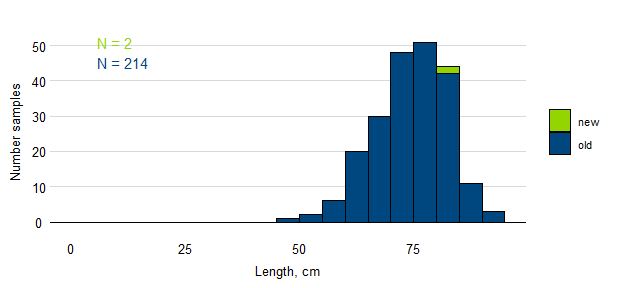 N = 2
N = 214
50
40
30
20
10
0
Number samples
0 25 50 75
Length, cm
new
old